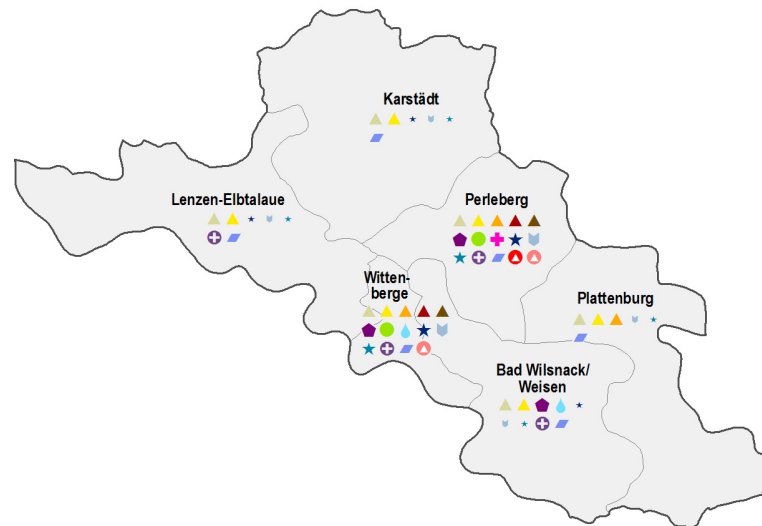 Karstädt
Lenzen-Elbtalaue
Perleberg
Witten-
berge
Plattenburg
Bad Wilsnack/
Weisen